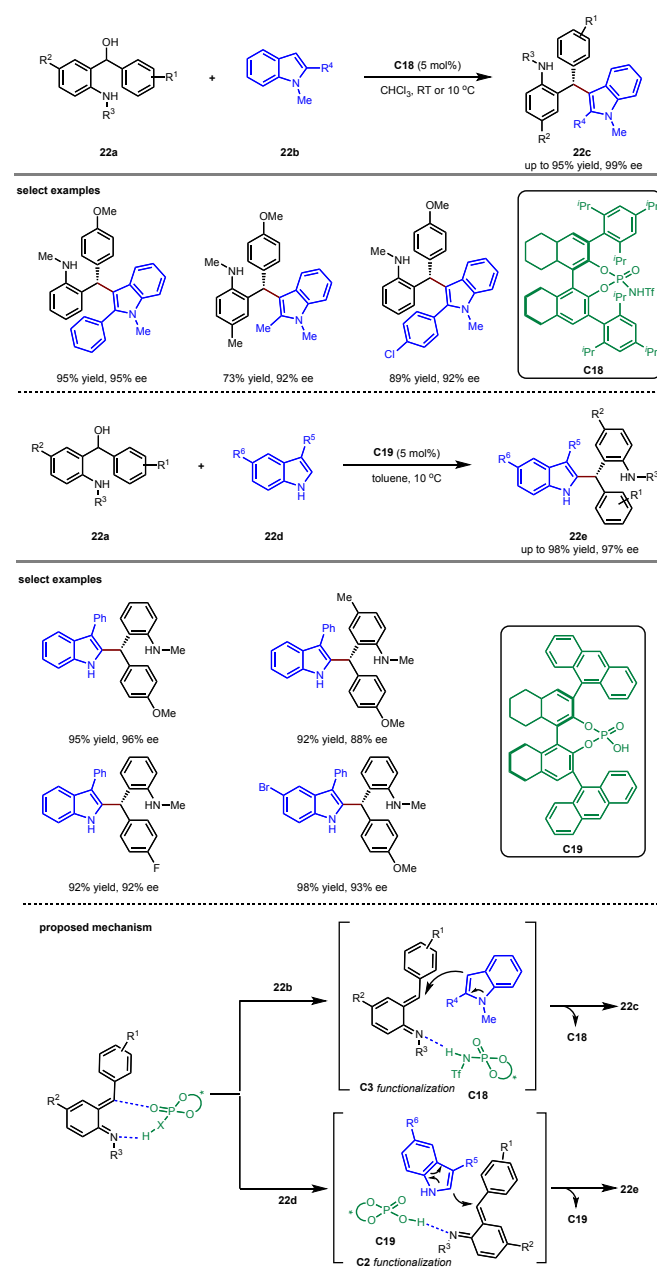 OH
R²
R¹
NH
R³
22a
+
R⁴
N
Me
22b
C18 (5 mol%)
CHCl₃, RT or 10 °C
R¹
R³
NH
R⁴
N
Me
R²
22c
up to 95% yield, 99% ee
select examples
OMe
Me
NH
N
Me
95% yield, 95% ee
OMe
Me
NH
Me
N
Me
Me
73% yield, 92% ee
OMe
Me
NH
N
Me
Cl
89% yield, 92% ee
ⁱPr
ⁱPr
ⁱPr
O
O
P
O
NHTf
ⁱPr
ⁱPr
ⁱPr
C18
OH
R²
R¹
NH
R³
22a
+
R⁶
R⁵
N
H
22d
C19 (5 mol%)
toluene, 10 °C
R²
R⁶
R⁵
N
H
HN
R³
R¹
22e
up to 98% yield, 97% ee
select examples
Ph
N
H
HN
Me
OMe
95% yield, 96% ee
Me
Ph
N
H
HN
Me
OMe
92% yield, 88% ee
Ph
N
H
HN
Me
F
92% yield, 92% ee
Br
Ph
N
H
HN
Me
OMe
98% yield, 93% ee
O
O
P
O
OH
C19
proposed mechanism
R¹
R²
N
R³
H
X
O
P
O
O
*
22b
R¹
R²
N
R³
R⁴
N
Me
H
N
Tf
O
P
O
O
*
C3 functionalization
C18
C18
22c
22d
R⁶
R⁵
HN
R¹
*
O
O
P
O
O
H
N
R³
R²
C19
C2 functionalization
C19
22e